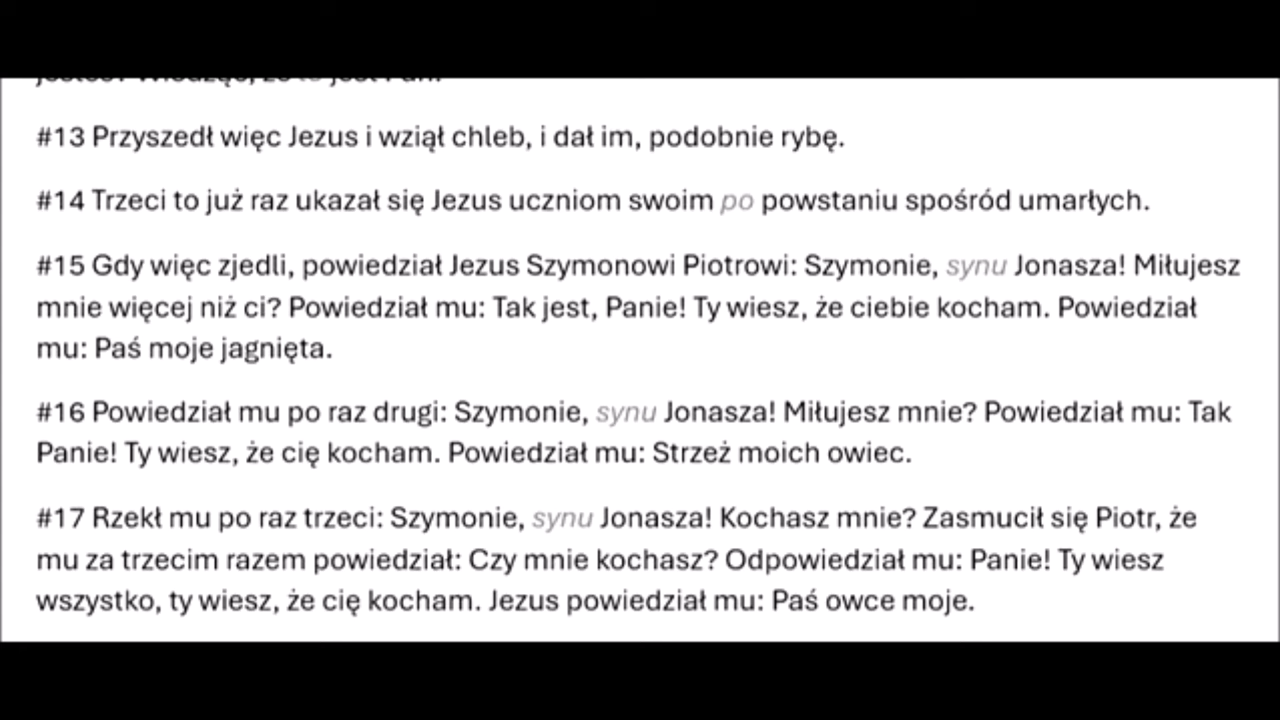 #13 Przyszedł więc Jezus i wziął chleb, i dał im, podobnie rybę.
#14 Trzeci to już raz ukazał się Jezus uczniom swoim po powstaniu spośród umarłych.
#15 Gdy więc zjedli, powiedział Jezus Szymonowi Piotrowi: Szymonie, synu Jonasza! Miłujesz
mnie więcej niż ci? Powiedział mu: Tak jest, Panie! Ty wiesz, że ciebie kocham. Powiedział
mu: Paś moje jagnięta.
#16 Powiedział mu po raz drugi: Szymonie, synu Jonasza! Miłujesz mnie? Powiedział mu: Tak
Panie! Ty wiesz, że cię kocham. Powiedział mu: Strzeż moich owiec.
#17 Rzekł mu po raz trzeci: Szymonie, synu Jonasza! Kochasz mnie? Zasmucił się Piotr, że
mu za trzecim razem powiedział: Czy mnie kochasz? Odpowiedział mu: Panie! Ty wiesz
wszystko, ty wiesz, że cię kocham. Jezus powiedział mu: Paś owce moje.